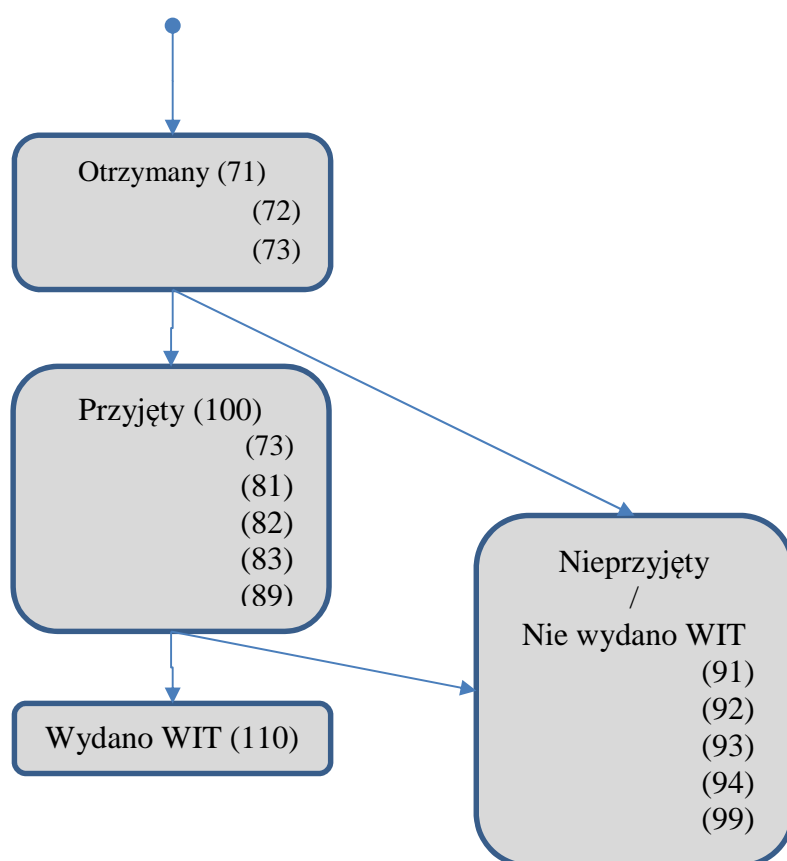 Otrzymany (71)
(72)
(73)
Przyjęty (100)
(73)
(81)
(82)
(83)
(89)
Nieprzyjęty
/
Nie wydano WIT
(91)
(92)
(93)
(94)
(99)
Wydano WIT (110)